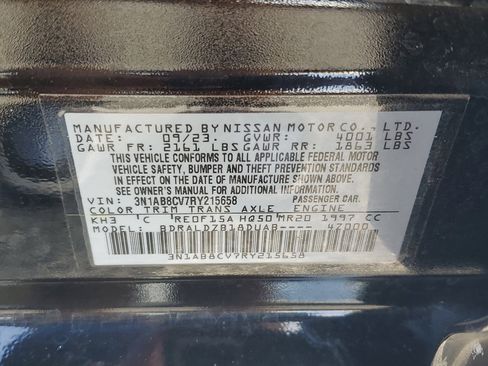 MANUFACTURED BY NISSAN MOTOR CO., LTD.
DATE: 09/23 GVWR: 4001 LBS
GAWR FR: 2161 LBS GAWR RR: 1863 LBS
THIS VEHICLE CONFORMS TO ALL APPLICABLE FEDERAL MOTOR
VEHICLE SAFETY, BUMPER AND THEFT PREVENTION STANDARDS
IN EFFECT ON THE DATE OF MANUFACTURE SHOWN ABOVE.
SEE OWNER'S MANUAL FOR ADDITIONAL INFORMATION.
VIN: 3N1AB8CV7RY215658 PASSENGER CAR.
COLOR TRIM TRANS AXLE ENGINE
KH3 C RE0F15A H050 MR20 1997 CC
MODEL: BDRALDZB18DUAB---- 47000
3N1AB8CV7RY215658